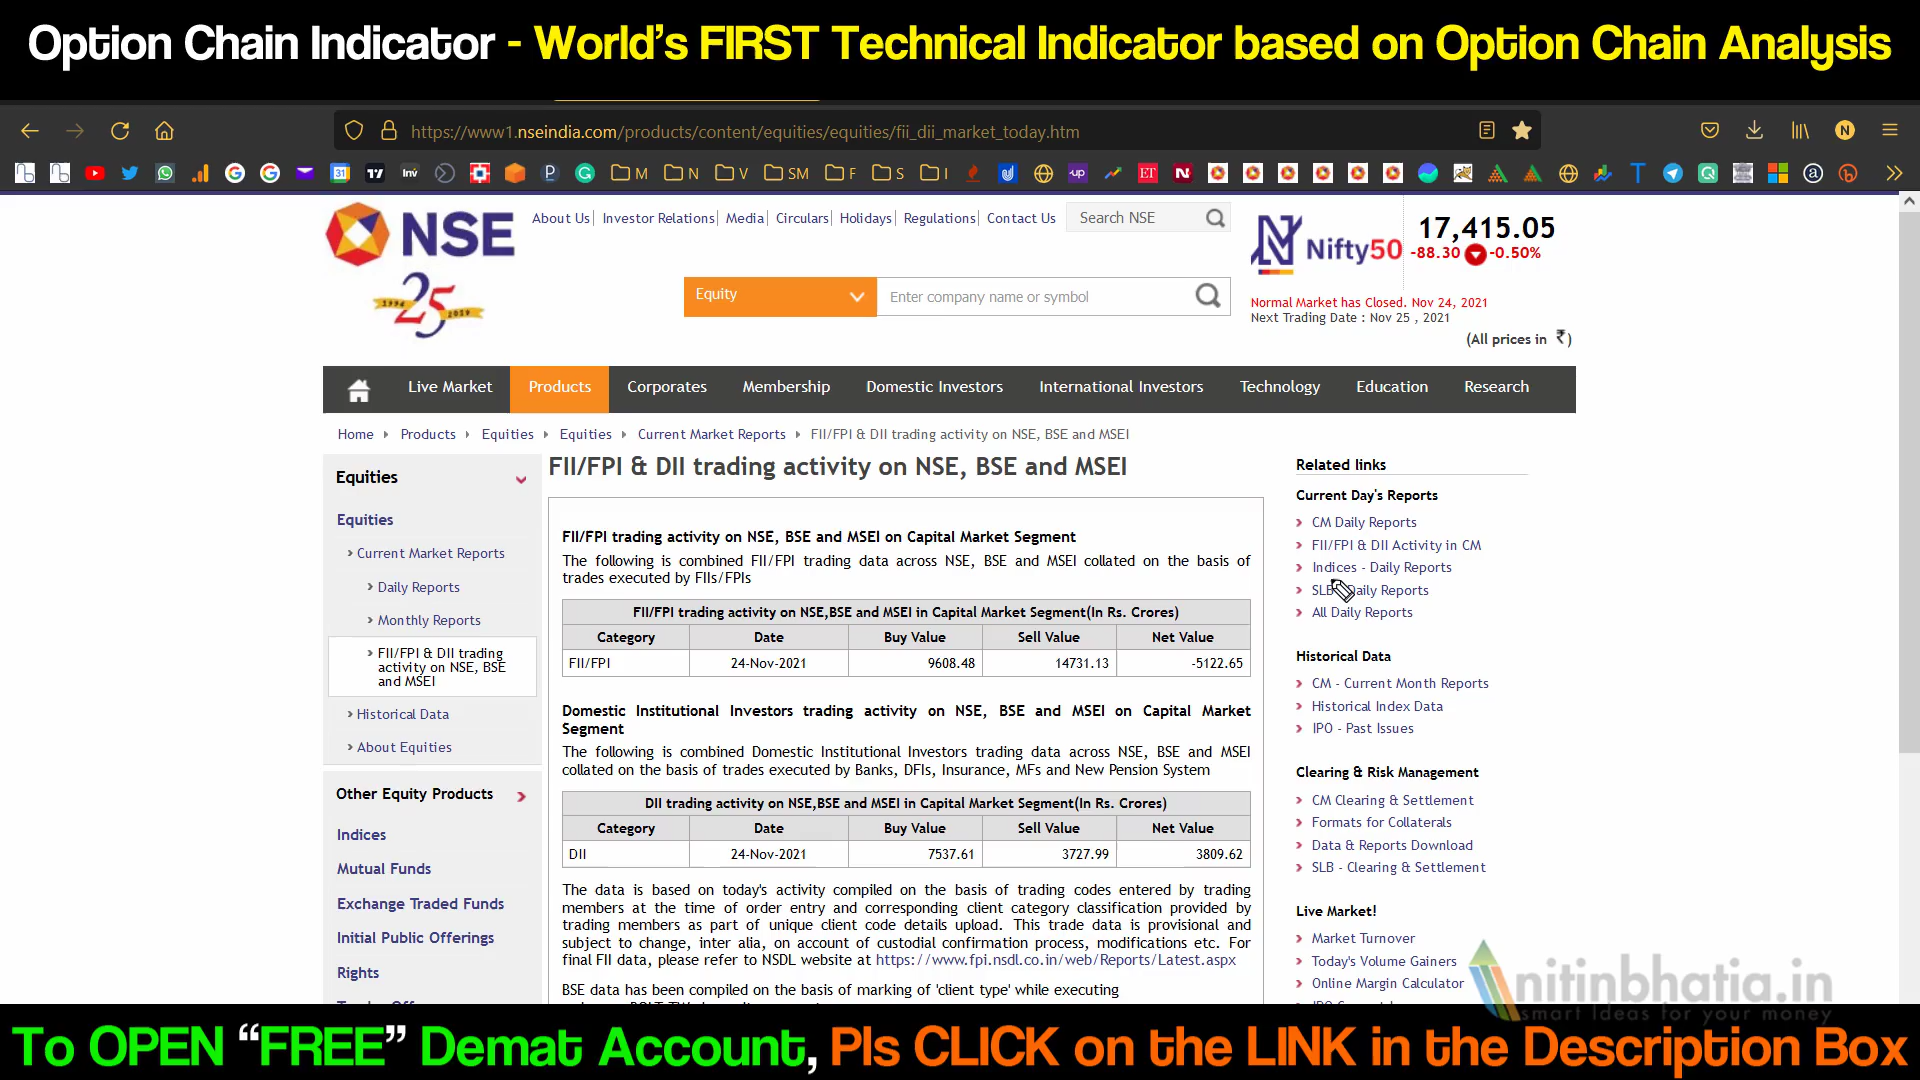 Option Chain Indicator - World's FIRST Technical Indicator based on Option Chain Analysis
https://www1.nseindia.com/products/content/equities/equities/fii_dii_market_today.htm
M N V SM F S I
NSE
About Us| Investor Relations| Media| Circulars| Holidays| Regulations| Contact Us
Search NSE
Nifty50
17,415.05
-88.30 -0.50%
1994 25 2019
Equity
Enter company name or symbol
Normal Market has Closed. Nov 24, 2021
Next Trading Date : Nov 25 , 2021
(All prices in ₹)
Live Market Products Corporates Membership Domestic Investors International Investors Technology Education Research
Home Products Equities Equities Current Market Reports FII/FPI & DII trading activity on NSE, BSE and MSEI
Equities
Equities
Current Market Reports
Daily Reports
Monthly Reports
FII/FPI & DII trading
activity on NSE, BSE
and MSEI
Historical Data
About Equities
Other Equity Products
Indices
Mutual Funds
Exchange Traded Funds
Initial Public Offerings
Rights
FII/FPI & DII trading activity on NSE, BSE and MSEI
FII/FPI trading activity on NSE, BSE and MSEI on Capital Market Segment
The following is combined FII/FPI trading data across NSE, BSE and MSEI collated on the basis of
trades executed by FIIs/FPIs
FII/FPI trading activity on NSE,BSE and MSEI in Capital Market Segment(In Rs. Crores)
Category Date Buy Value Sell Value Net Value
FII/FPI 24-Nov-2021 9608.48 14731.13 -5122.65
Domestic Institutional Investors trading activity on NSE, BSE and MSEI on Capital Market
Segment
The following is combined Domestic Institutional Investors trading data across NSE, BSE and MSEI
collated on the basis of trades executed by Banks, DFIs, Insurance, MFs and New Pension System
DII trading activity on NSE,BSE and MSEI in Capital Market Segment(In Rs. Crores)
Category Date Buy Value Sell Value Net Value
DII 24-Nov-2021 7537.61 3727.99 3809.62
The data is based on today's activity compiled on the basis of trading codes entered by trading
members at the time of order entry and corresponding client category classification provided by
trading members as part of unique client code details upload. This trade data is provisional and
subject to change, inter alia, on account of custodial confirmation process, modifications etc. For
final FII data, please refer to NSDL website at https://www.fpi.nsdl.co.in/web/Reports/Latest.aspx
BSE data has been compiled on the basis of marking of 'client type' while executing
Related links
Current Day's Reports
CM Daily Reports
FII/FPI & DII Activity in CM
Indices - Daily Reports
SLB Daily Reports
All Daily Reports
Historical Data
CM - Current Month Reports
Historical Index Data
IPO - Past Issues
Clearing & Risk Management
CM Clearing & Settlement
Formats for Collaterals
Data & Reports Download
SLB - Clearing & Settlement
Live Market!
Market Turnover
Today's Volume Gainers
Online Margin Calculator
nitinbhatia.in
smart Ideas for your money
To OPEN "FREE" Demat Account, Pls CLICK on the LINK in the Description Box